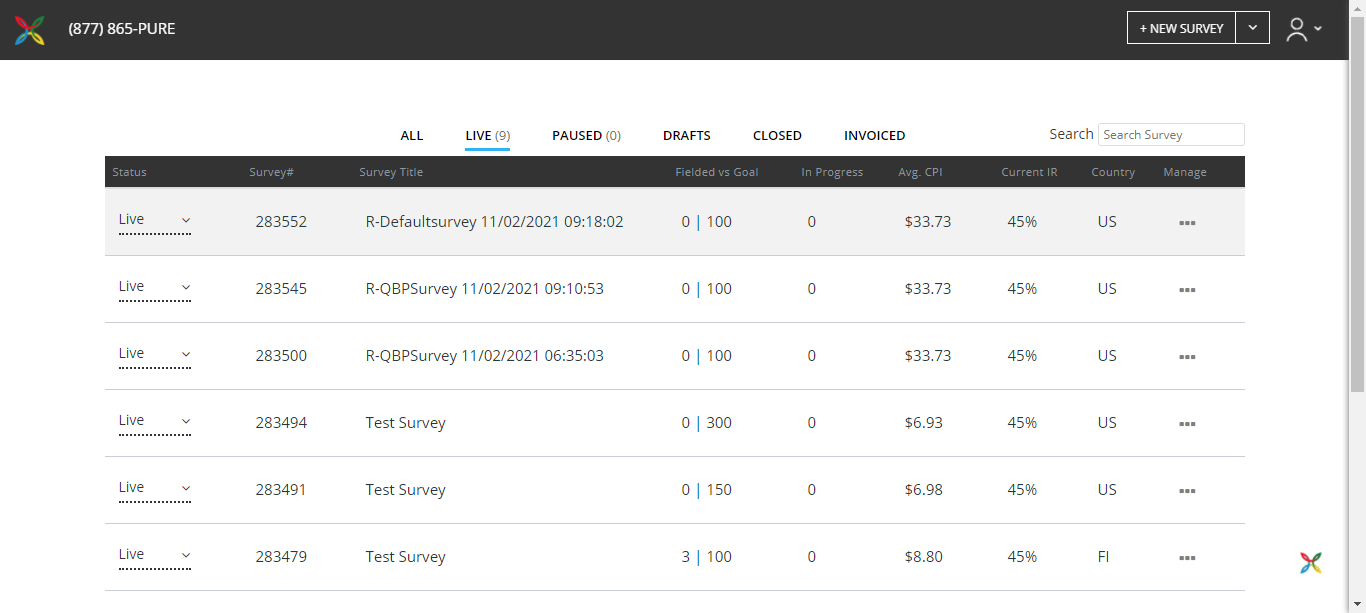 (877) 865-PURE + NEW SURVEY
ALL LIVE (9) PAUSED (0) DRAFTS CLOSED INVOICED Search Search Survey
Status Survey# Survey Title Fielded vs Goal In Progress Avg. CPI Current IR Country Manage
Live 283552 R-Defaultsurvey 11/02/2021 09:18:02 0 | 100 0 $33.73 45% US
Live 283545 R-QBPSurvey 11/02/2021 09:10:53 0 | 100 0 $33.73 45% US
Live 283500 R-QBPSurvey 11/02/2021 06:35:03 0 | 100 0 $33.73 45% US
Live 283494 Test Survey 0 | 300 0 $6.93 45% US
Live 283491 Test Survey 0 | 150 0 $6.98 45% US
Live 283479 Test Survey 3 | 100 0 $8.80 45% FI